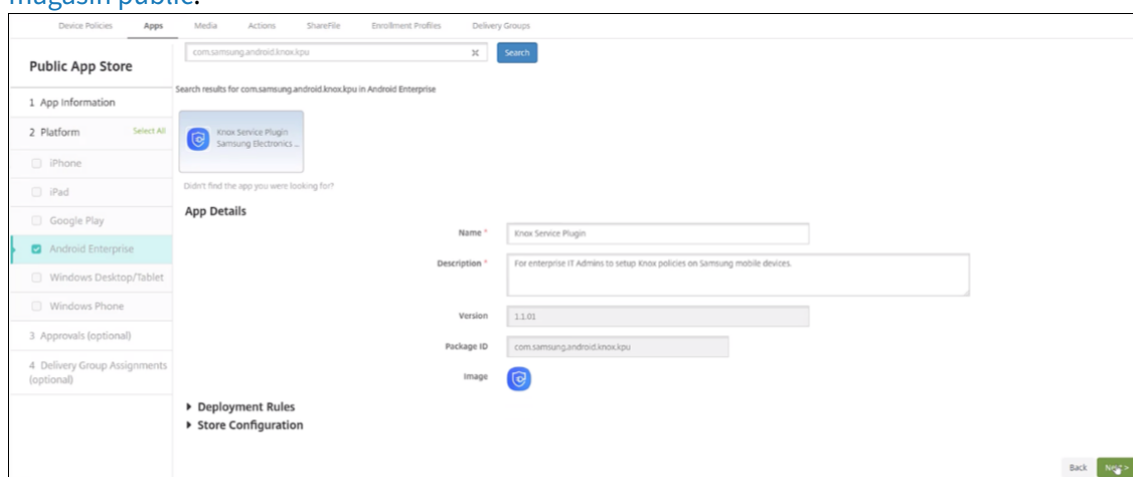 magasin public.
Device Policies Apps Media Actions ShareFile Enrollment Profiles Delivery Groups
Public App Store
1 App Information
2 Platform Select All
iPhone
iPad
Google Play
Android Enterprise
Windows Desktop/Tablet
Windows Phone
3 Approvals (optional)
4 Delivery Group Assignments
(optional)
com.samsung.android.knox.kpu
Search
Search results for com.samsung.android.knox.kpu in Android Enterprise
Knox Service Plugin
Samsung Electronics ...
Didn't find the app you were looking for?
App Details
Name * Knox Service Plugin
Description * For enterprise IT Admins to setup Knox policies on Samsung mobile devices.
Version 1.1.01
Package ID com.samsung.android.knox.kpu
Image
Deployment Rules
Store Configuration
Back Next >